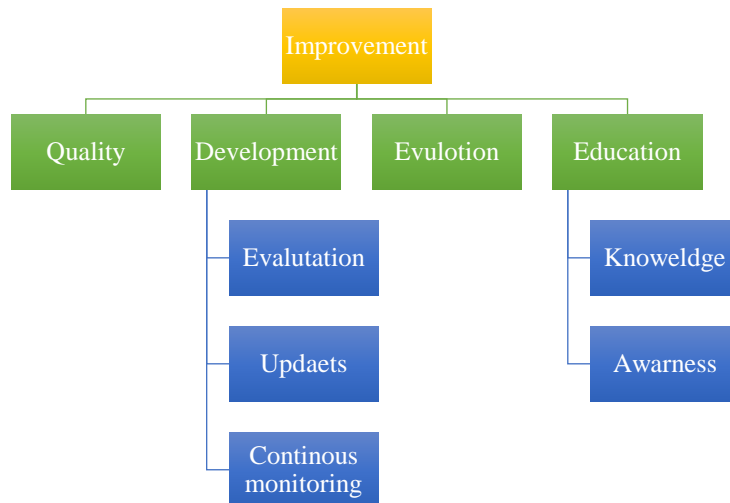 Improvement
Quality
Development
Evulotion
Education
Evalutation
Updaets
Continous
monitoring
Knoweldge
Awarness